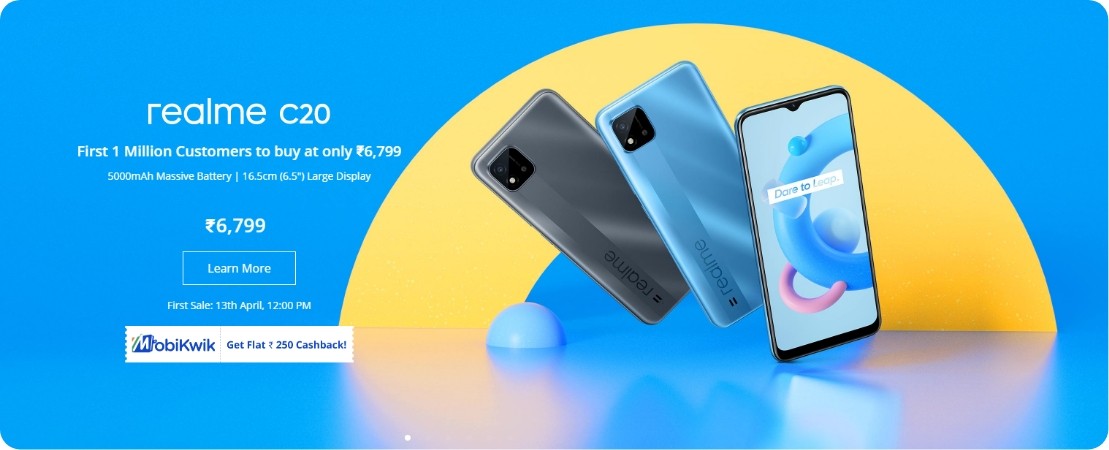 realme C20
First 1 Million Customers to buy at only ₹6,799
5000mAh Massive Battery | 16.5cm (6.5") Large Display
₹6,799
Learn More
First Sale: 13th April, 12:00 PM
MobiKwik Get Flat ₹ 250 Cashback!
realme
realme
Dare to Leap.